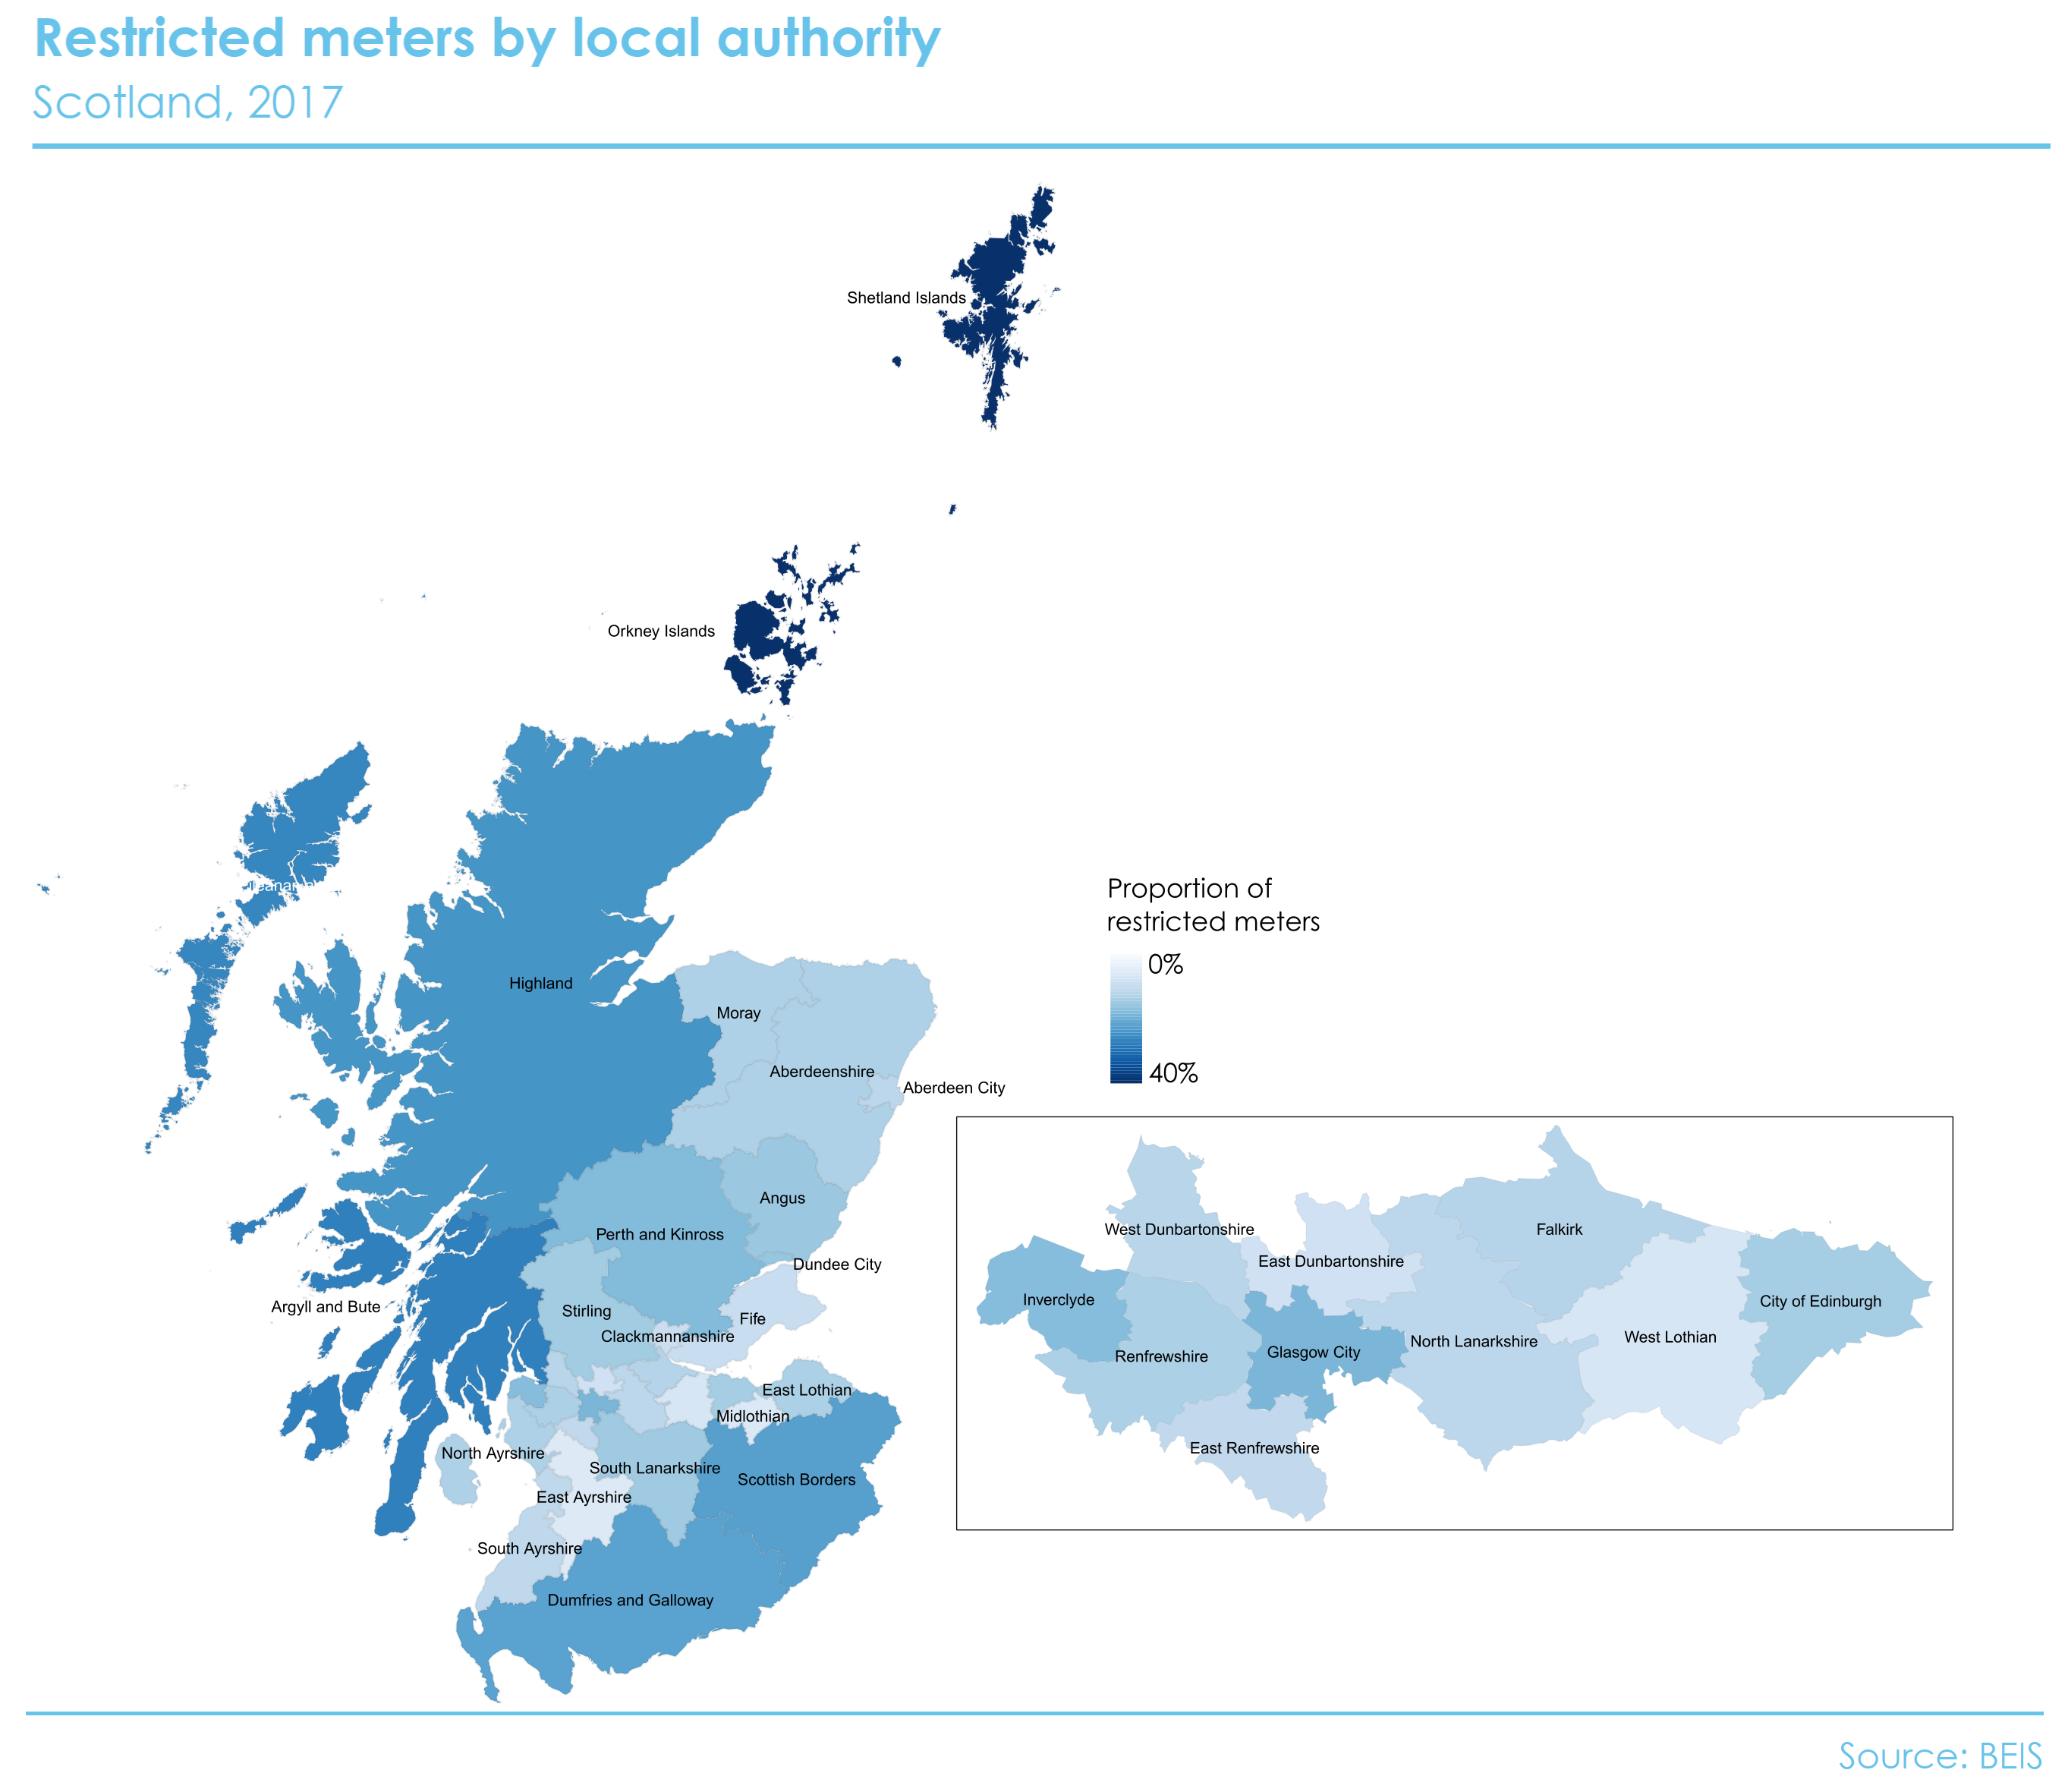 Restricted meters by local authority
Scotland, 2017
Shetland Islands
Orkney Islands
Highland
Moray
Aberdeenshire
Aberdeen City
Angus
Perth and Kinross
Dundee City
Argyll and Bute
Stirling
Fife
Clackmannanshire
East Lothian
Midlothian
North Ayrshire
South Lanarkshire
Scottish Borders
East Ayrshire
South Ayrshire
Dumfries and Galloway
Proportion of
restricted meters
0%
40%
West Dunbartonshire
Falkirk
East Dunbartonshire
Inverclyde
City of Edinburgh
West Lothian
North Lanarkshire
Glasgow City
Renfrewshire
East Renfrewshire
Source: BEIS